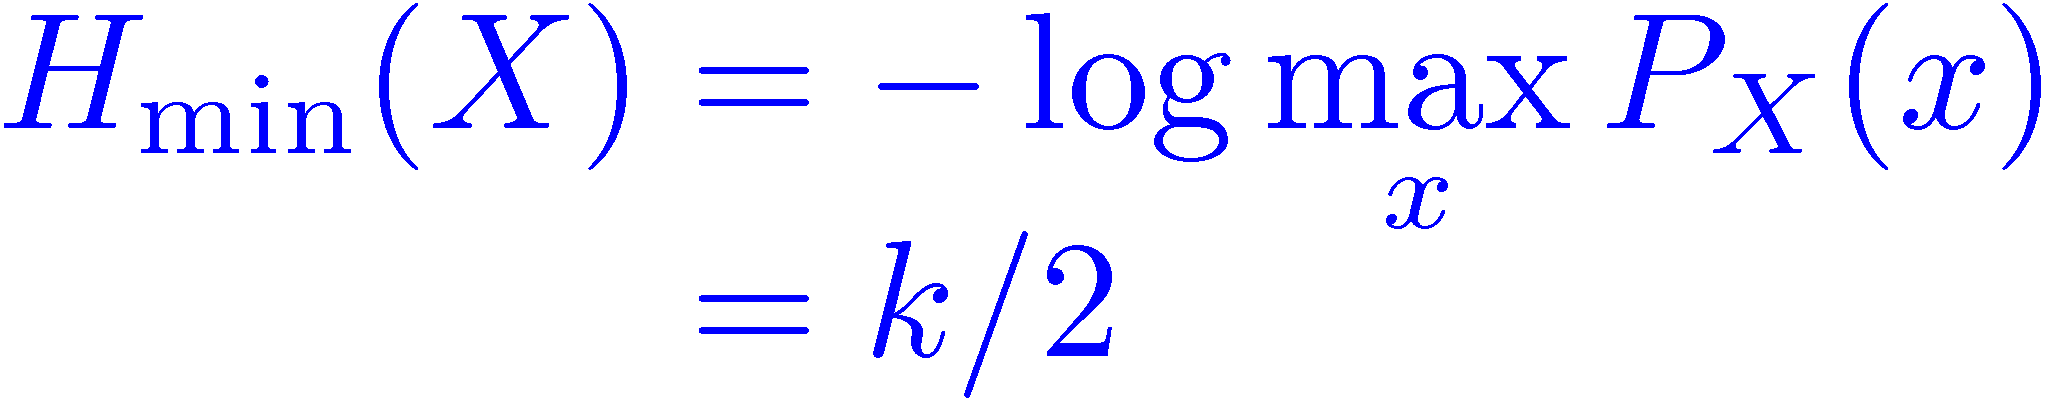 H_min(X) = − log max_x P_X(x)
= k/2